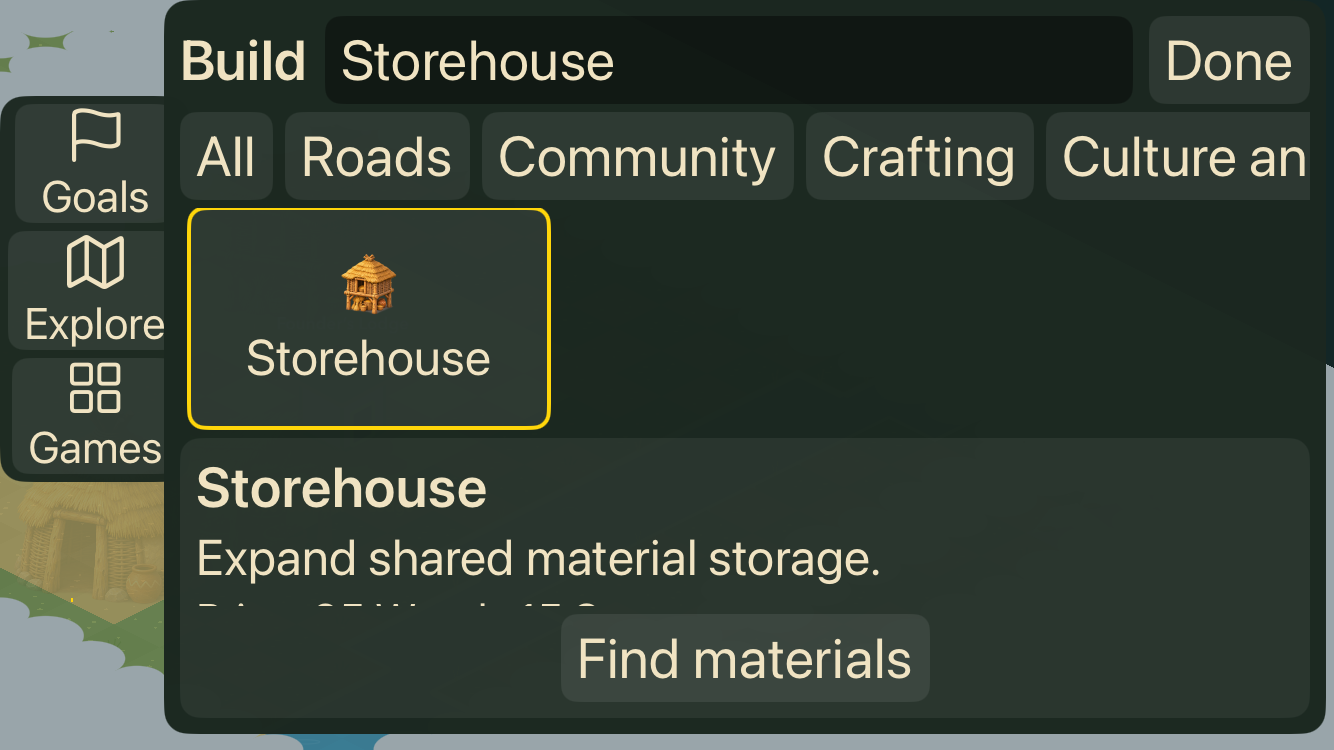 Build
Storehouse
Done
All
Roads
Community
Crafting
Culture an
Goals
Explore
Games
Storehouse
Storehouse
Expand shared material storage.
Find materials